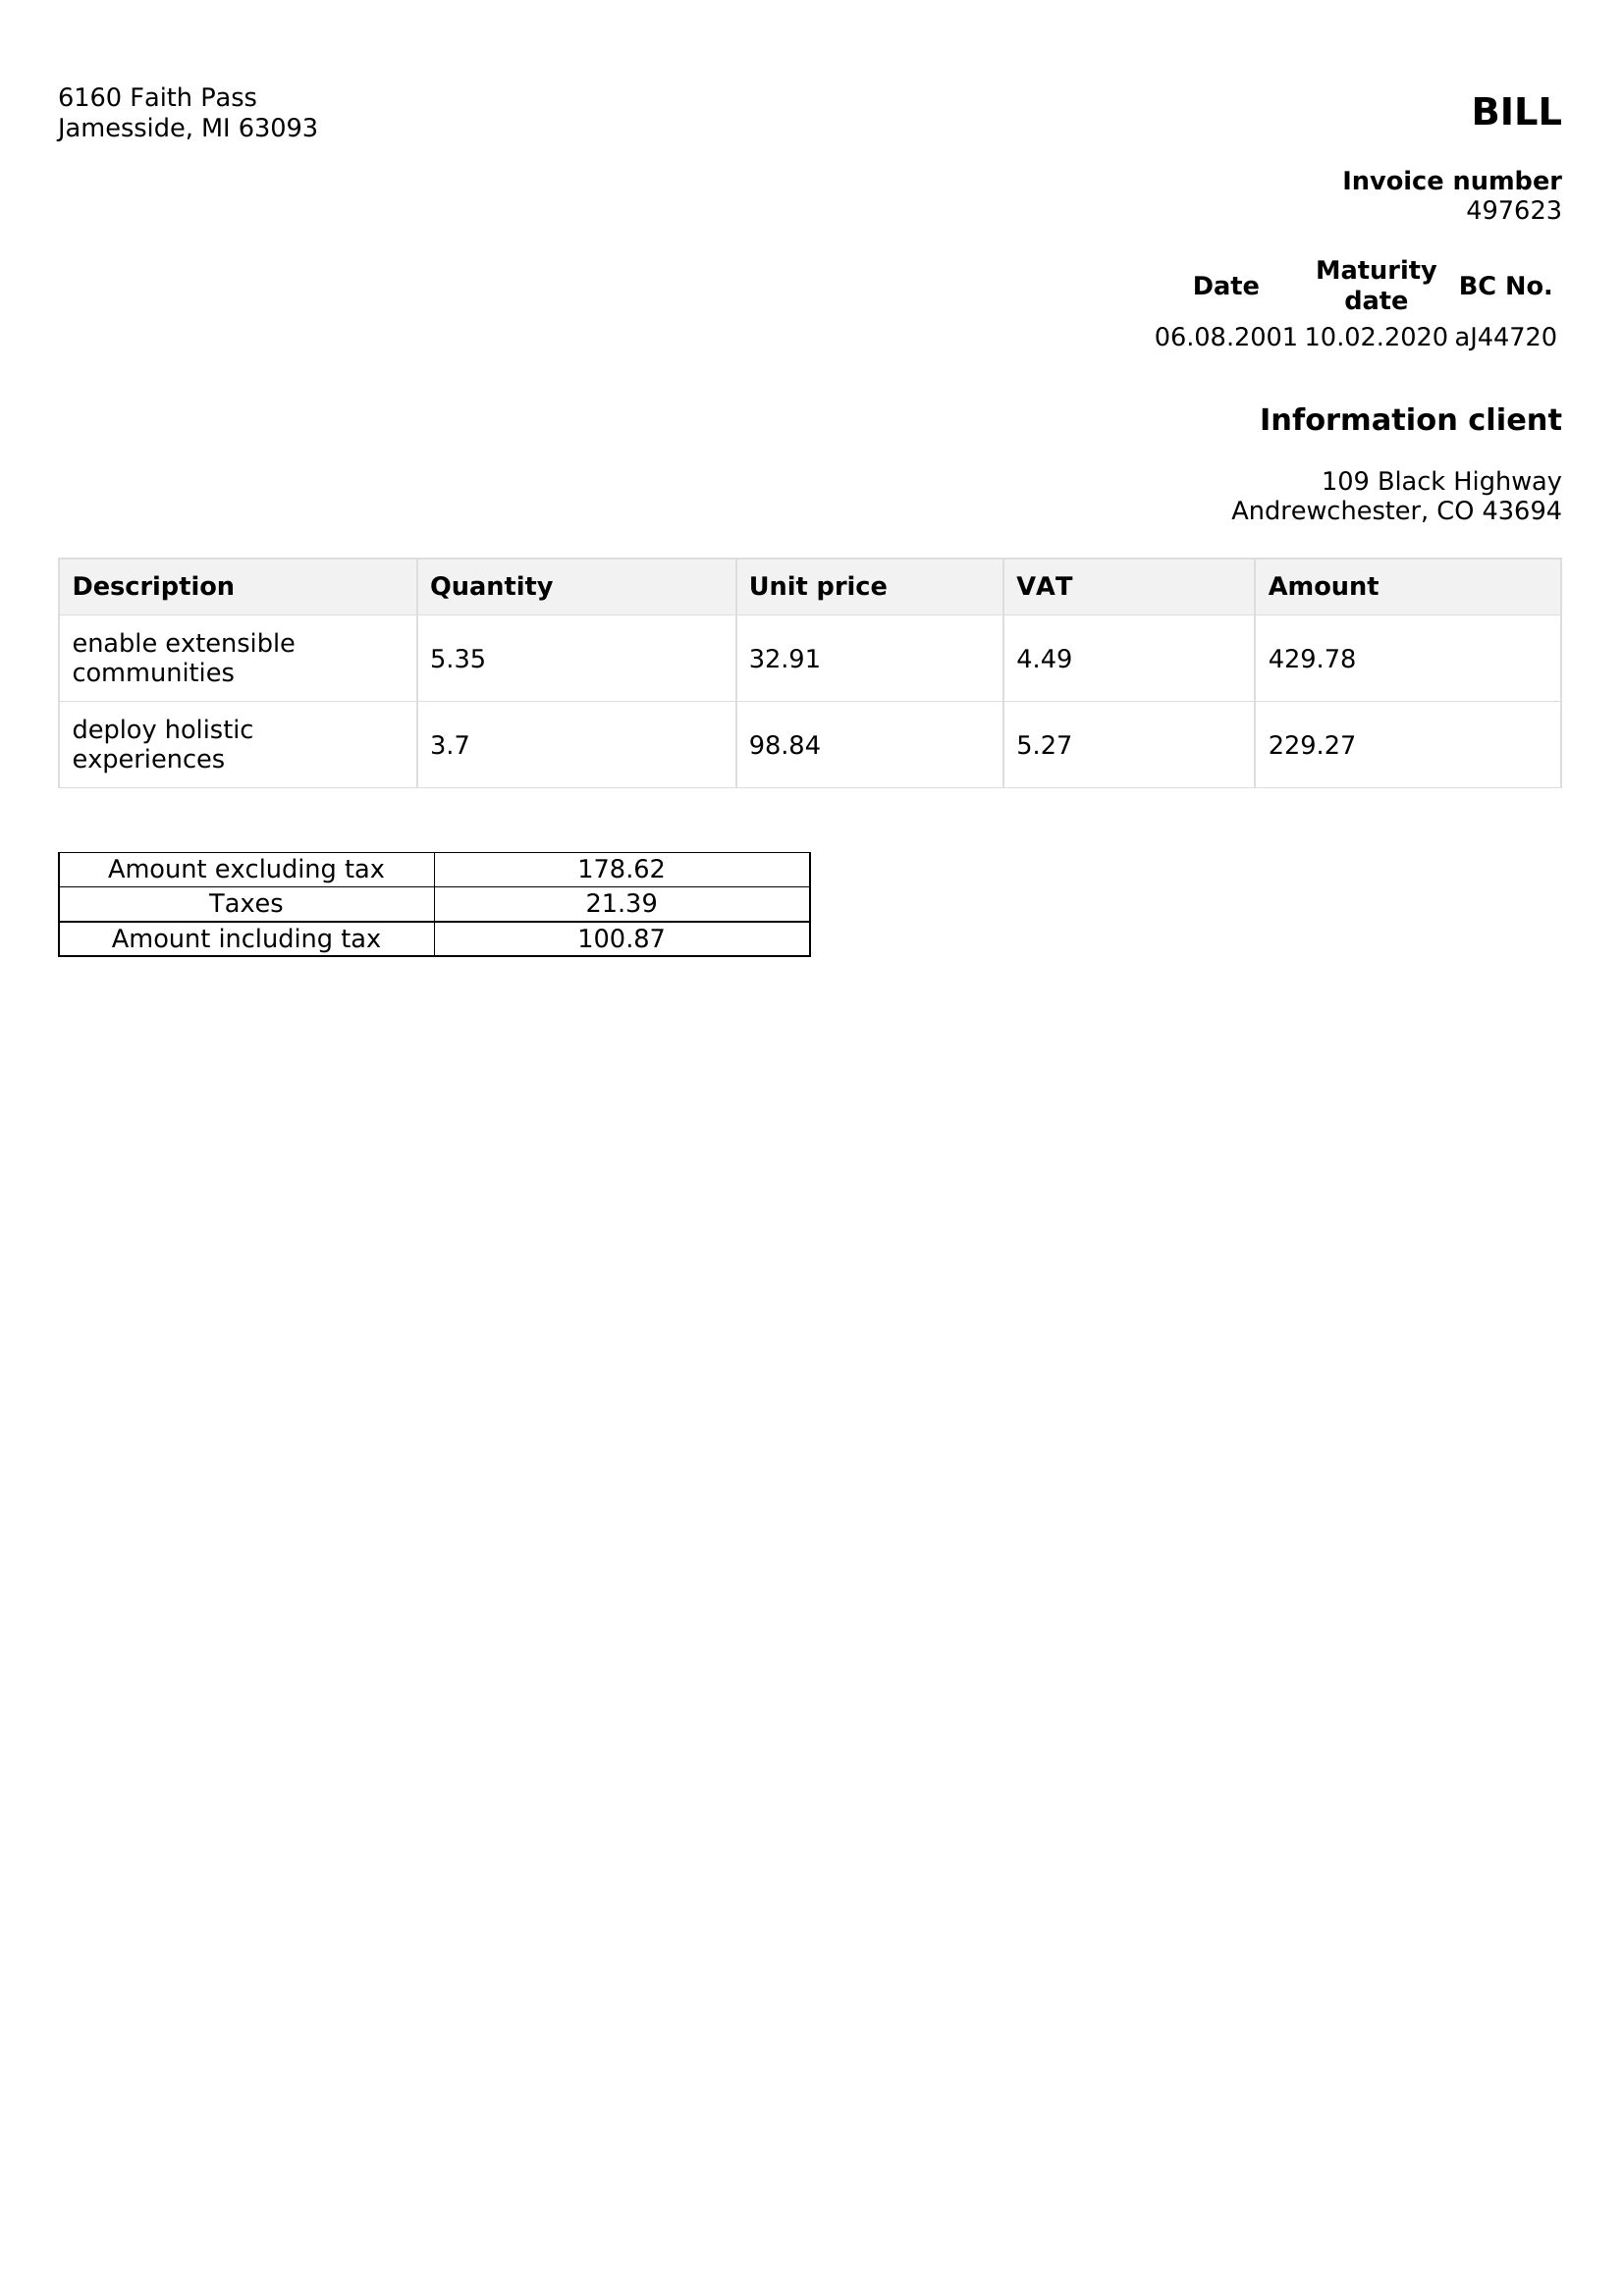 6160 Faith Pass
Jamesside, MI 63093
BILL
Invoice number
497623
Date Maturity date BC No.
06.08.2001 10.02.2020 aJ44720
Information client
109 Black Highway
Andrewchester, CO 43694
Description Quantity Unit price VAT Amount
enable extensible communities 5.35 32.91 4.49 429.78
deploy holistic experiences 3.7 98.84 5.27 229.27
Amount excluding tax 178.62
Taxes 21.39
Amount including tax 100.87